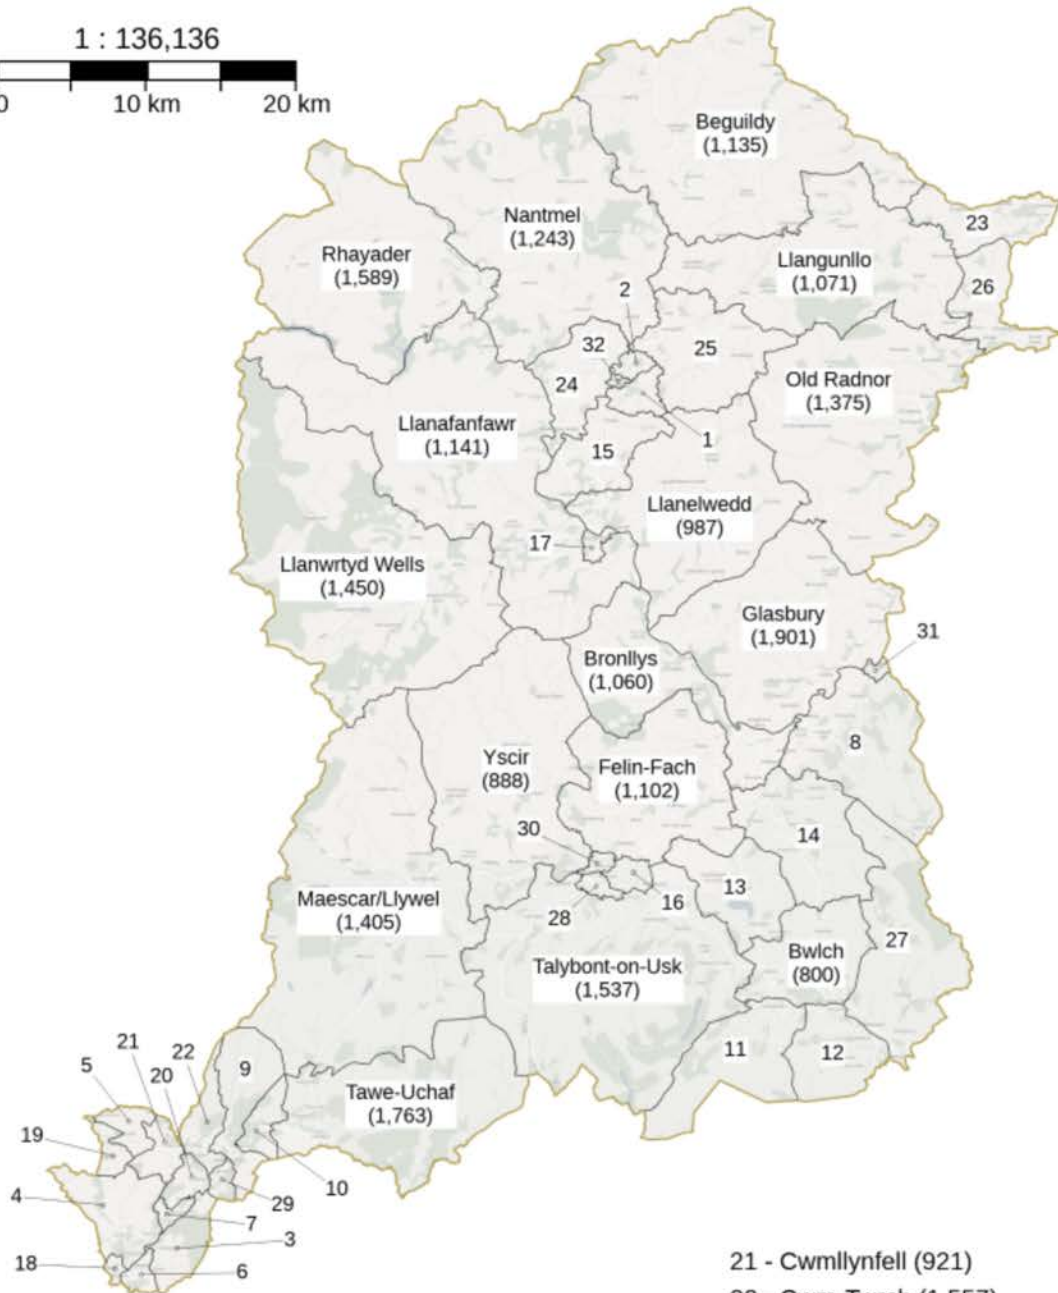 1 : 136,136
0 10 km 20 km
Beguildy
(1,135)
Nantmel
(1,243)
23
Rhayader
(1,589)
Llangunllo
(1,071)
26
2
32
25
24
Old Radnor
(1,375)
Llanafanfawr
(1,141)
1
15
Llanelwedd
(987)
17
Llanwrtyd Wells
(1,450)
Glasbury
(1,901)
31
Bronllys
(1,060)
8
Yscir
(888)
Felin-Fach
(1,102)
30
14
13
Maescar/Llywel
(1,405)
16
28
27
Bwlch
(800)
Talybont-on-Usk
(1,537)
21
22
5
20
9
11
12
Tawe-Uchaf
(1,763)
19
10
4
29
7
3
18
6
21 - Cwmllynfell (921)